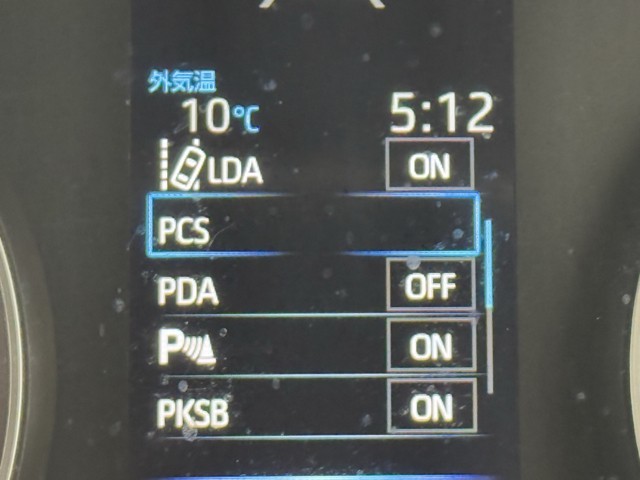 外気温
10℃ 5:12
LDA ON
PCS
PDA OFF
P ON
PKSB ON